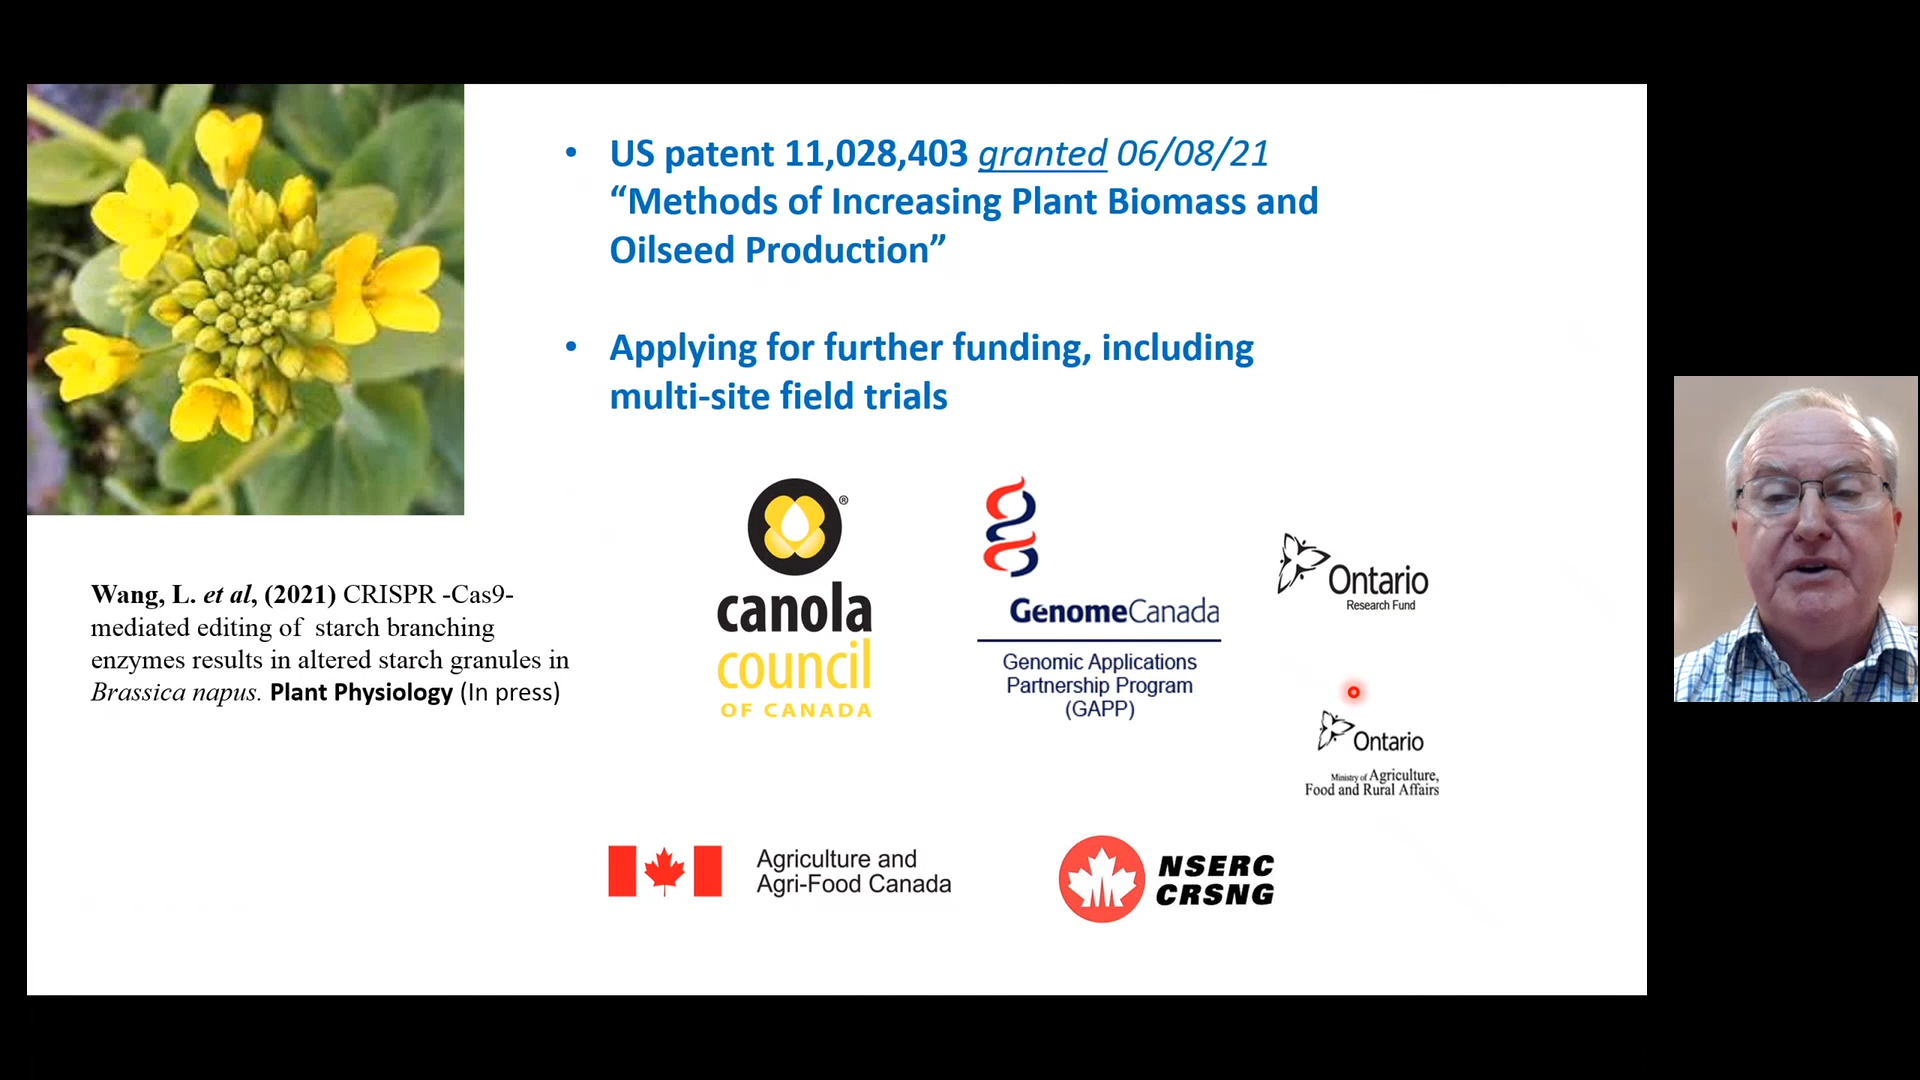 • US patent 11,028,403 granted 06/08/21
“Methods of Increasing Plant Biomass and
Oilseed Production”
• Applying for further funding, including
multi-site field trials
Wang, L. et al, (2021) CRISPR -Cas9-
mediated editing of starch branching
enzymes results in altered starch granules in
Brassica napus. Plant Physiology (In press)
®
canola
council
OF CANADA
GenomeCanada
Genomic Applications
Partnership Program
(GAPP)
Ontario
Research Fund
Ontario
Ministry of Agriculture,
Food and Rural Affairs
Agriculture and
Agri-Food Canada
NSERC
CRSNG